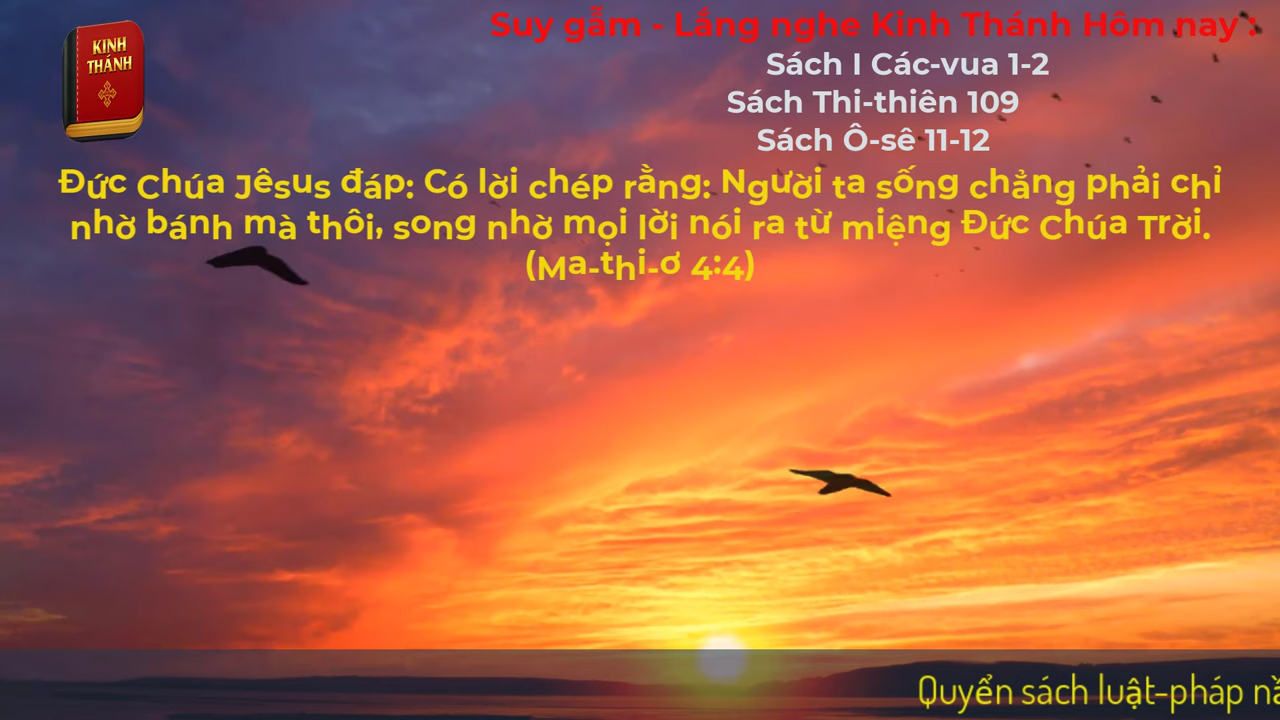 Suy gẫm - Lắng nghe Kinh Thánh Hôm nay :
KINH
THÁNH
Sách I Các-vua 1-2
Sách Thi-thiên 109
Sách Ô-sê 11-12
Đức Chúa Jêsus đáp: Có lời chép rằng: Người ta sống chẳng phải chỉ
nhờ bánh mà thôi, song nhờ mọi lời nói ra từ miệng Đức Chúa Trời.
(Ma-thi-ơ 4:4)
Quyển sách luật-pháp